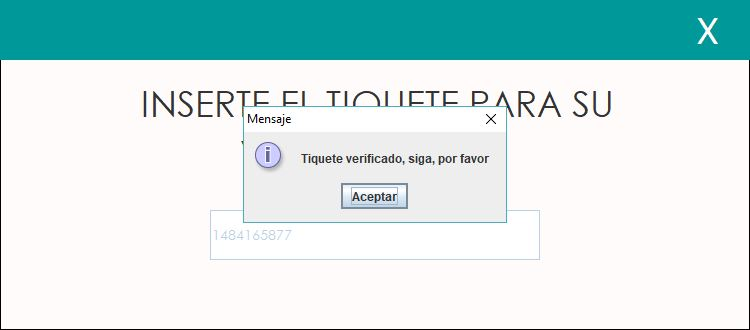 X
INSERTE EL TIQUETE PARA SU
Mensaje
Tiquete verificado, siga, por favor
Aceptar
1484165877